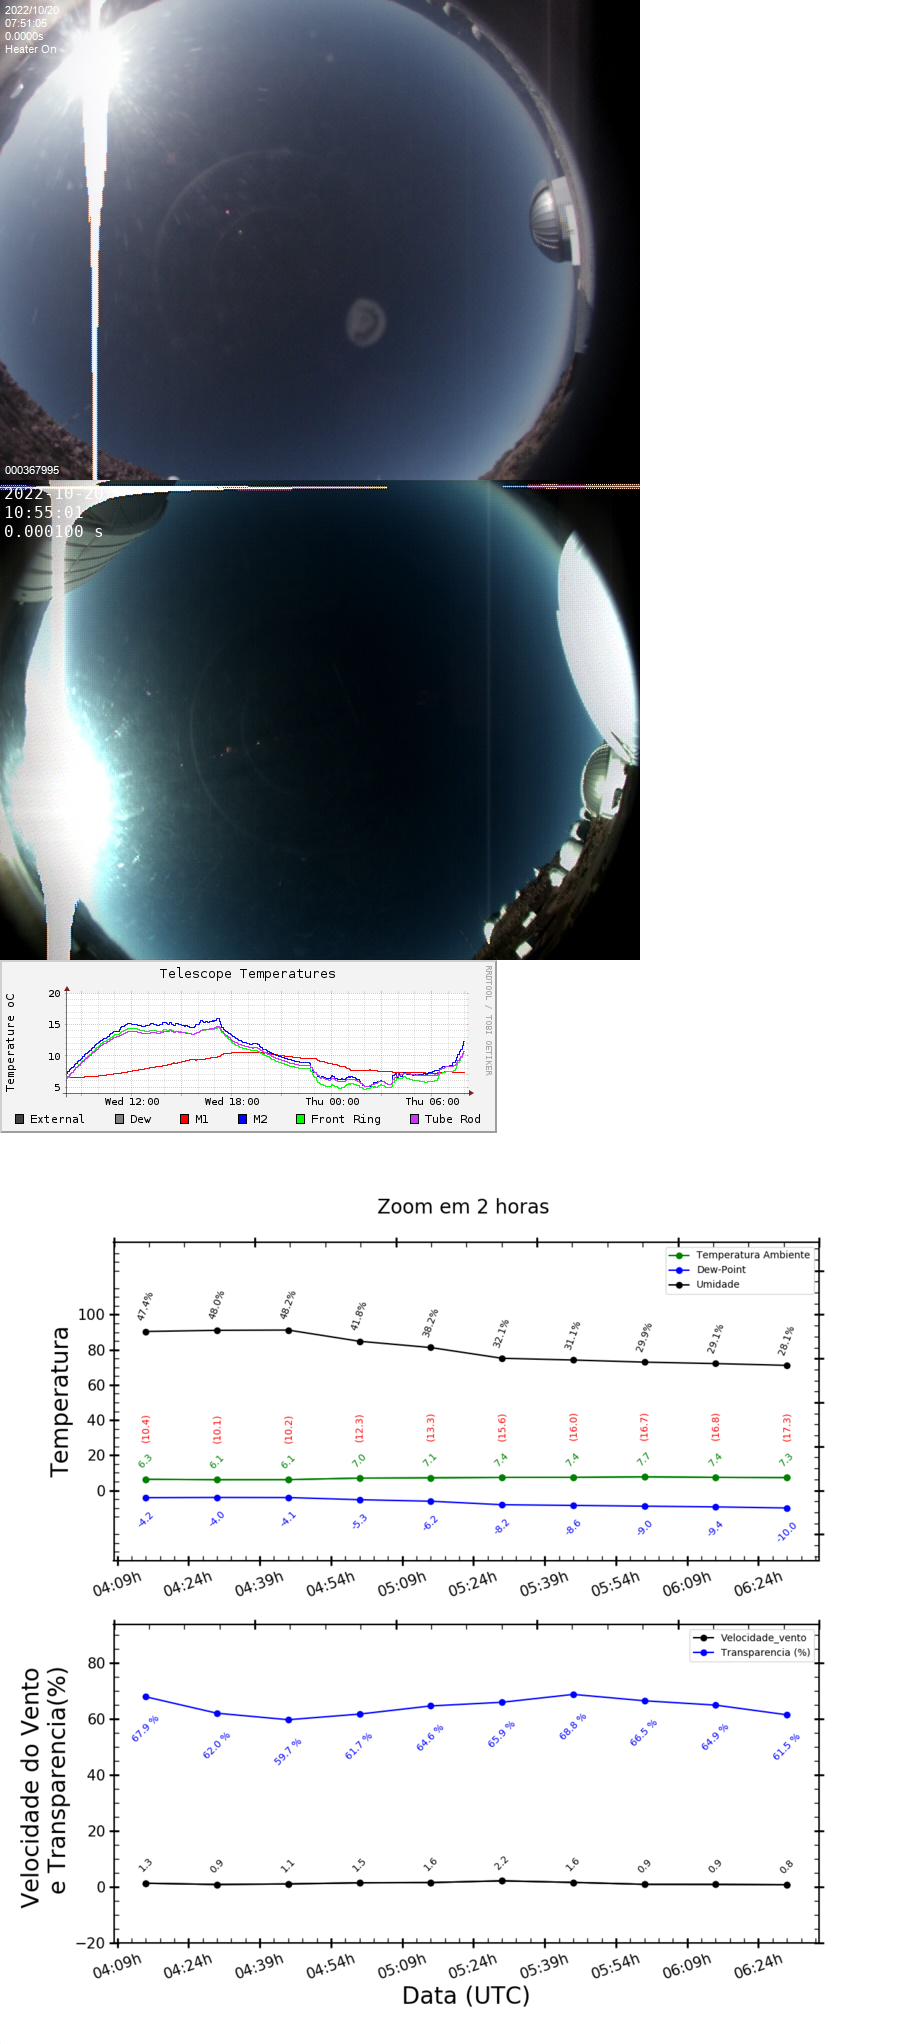 2022/10/20
07:51:05
0.0000s
Heater On
000367995
2022-10-20
10:55:01
0.000100 s
Telescope Temperatures
RRDTOOL / TOBI OETIKER
Temperature oC
20
15
10
5
Wed 12:00 Wed 18:00 Thu 00:00 Thu 06:00
External Dew M1 M2 Front Ring Tube Rod
Zoom em 2 horas
Temperatura Ambiente
Dew-Point
Umidade
Temperatura
100
80
60
40
20
0
47.4% 48.0% 48.2% 41.8% 38.2% 32.1% 31.1% 29.9% 29.1% 28.1%
(10.4) (10.1) (10.2) (12.3) (13.3) (15.6) (16.0) (16.7) (16.8) (17.3)
6.3 6.1 6.1 7.0 7.1 7.4 7.4 7.7 7.4 7.3
-4.2 -4.0 -4.1 -5.3 -6.2 -8.2 -8.6 -9.0 -9.4 -10.0
04:09h 04:24h 04:39h 04:54h 05:09h 05:24h 05:39h 05:54h 06:09h 06:24h
Velocidade_vento
Transparencia (%)
Velocidade do Vento
e Transparencia(%)
80
60
40
20
0
−20
67.9 % 62.0 % 59.7 % 61.7 % 64.6 % 65.9 % 68.8 % 66.5 % 64.9 % 61.5 %
1.3 0.9 1.1 1.5 1.6 2.2 1.6 0.9 0.9 0.8
04:09h 04:24h 04:39h 04:54h 05:09h 05:24h 05:39h 05:54h 06:09h 06:24h
Data (UTC)